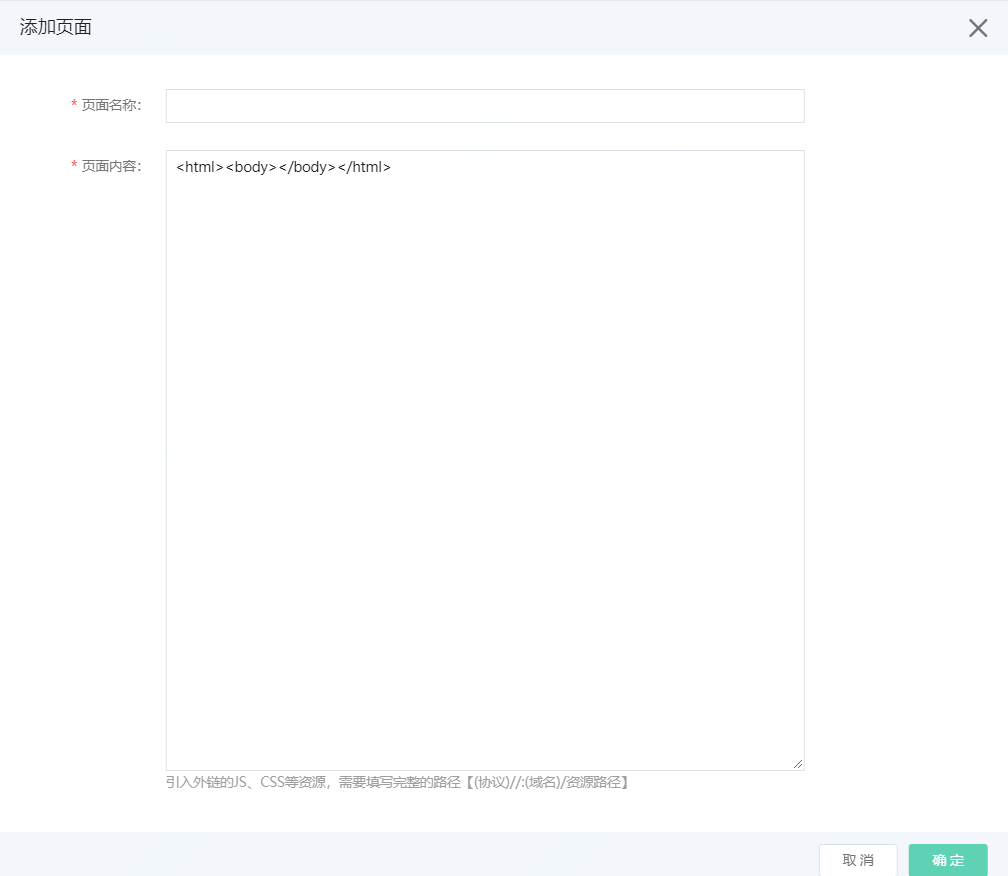 添加页面
* 页面名称：
* 页面内容：
<html><body></body></html>
引入外链的JS、CSS等资源，需要填写完整的路径【(协议)//:(域名)/资源路径】
取 消
确 定